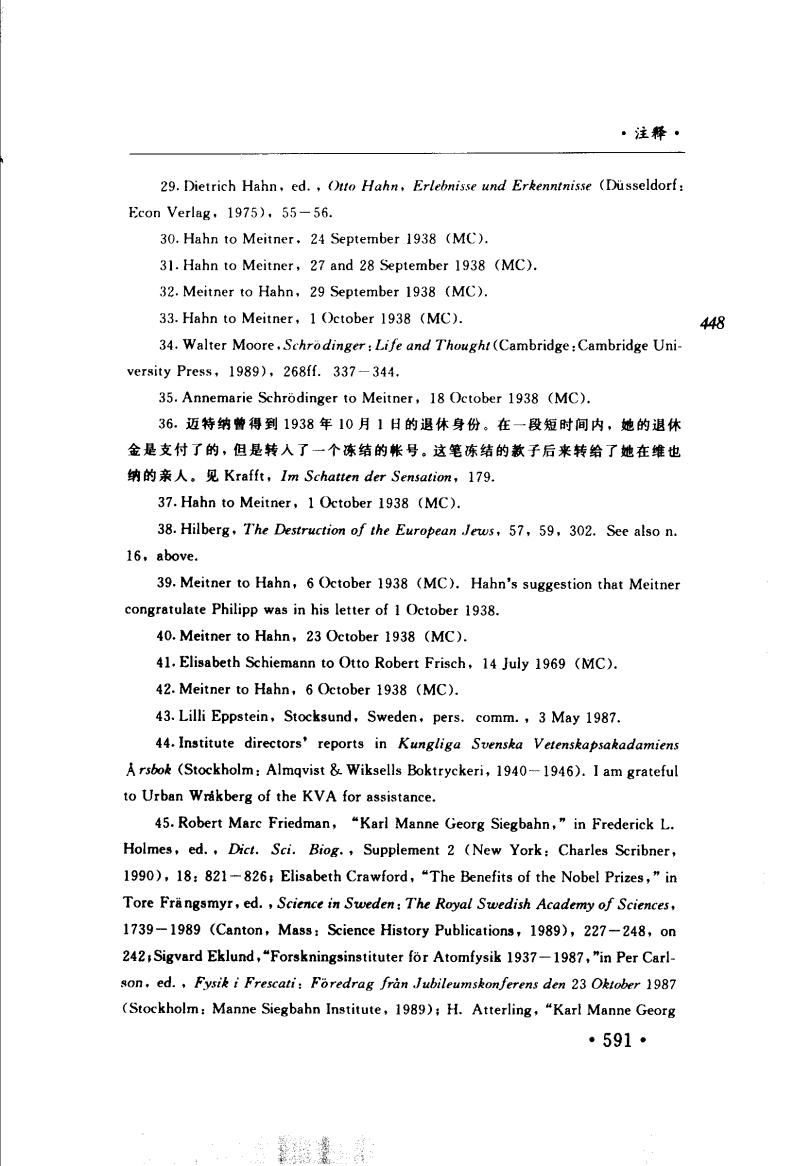 ·注释·
29. Dietrich Hahn, ed., Otto Hahn, Erlebnisse und Erkenntnisse (Düsseldorf:
Econ Verlag, 1975), 55—56.
30. Hahn to Meitner, 24 September 1938 (MC).
31. Hahn to Meitner, 27 and 28 September 1938 (MC).
32. Meitner to Hahn, 29 September 1938 (MC).
33. Hahn to Meitner, 1 October 1938 (MC).
448
34. Walter Moore, Schrödinger: Life and Thought (Cambridge: Cambridge Uni-
versity Press, 1989), 268ff. 337—344.
35. Annemarie Schrödinger to Meitner, 18 October 1938 (MC).
36. 迈特纳曾得到 1938 年 10 月 1 日的退休身份。在一段短时间内，她的退休
金是支付了的，但是转入了一个冻结的帐号。这笔冻结的款子后来转给了她在维也
纳的亲人。见 Krafft, Im Schatten der Sensation, 179.
37. Hahn to Meitner, 1 October 1938 (MC).
38. Hilberg, The Destruction of the European Jews, 57, 59, 302. See also n.
16, above.
39. Meitner to Hahn, 6 October 1938 (MC). Hahn's suggestion that Meitner
congratulate Philipp was in his letter of 1 October 1938.
40. Meitner to Hahn, 23 October 1938 (MC).
41. Elisabeth Schiemann to Otto Robert Frisch, 14 July 1969 (MC).
42. Meitner to Hahn, 6 October 1938 (MC).
43. Lilli Eppstein, Stocksund, Sweden, pers. comm., 3 May 1987.
44. Institute directors' reports in Kungliga Svenska Vetenskapsakadamiens
Årsbok (Stockholm: Almqvist & Wiksells Boktryckeri, 1940—1946). I am grateful
to Urban Wråkberg of the KVA for assistance.
45. Robert Marc Friedman, “Karl Manne Georg Siegbahn,” in Frederick L.
Holmes, ed., Dict. Sci. Biog., Supplement 2 (New York: Charles Scribner,
1990), 18: 821—826; Elisabeth Crawford, “The Benefits of the Nobel Prizes,” in
Tore Frängsmyr, ed., Science in Sweden: The Royal Swedish Academy of Sciences,
1739—1989 (Canton, Mass: Science History Publications, 1989), 227—248, on
242; Sigvard Eklund, “Forskningsinstituter för Atomfysik 1937—1987,” in Per Carl-
son, ed., Fysik i Frescati: Föredrag från Jubileumskonferens den 23 Oktober 1987
(Stockholm: Manne Siegbahn Institute, 1989); H. Atterling, “Karl Manne Georg
·591·